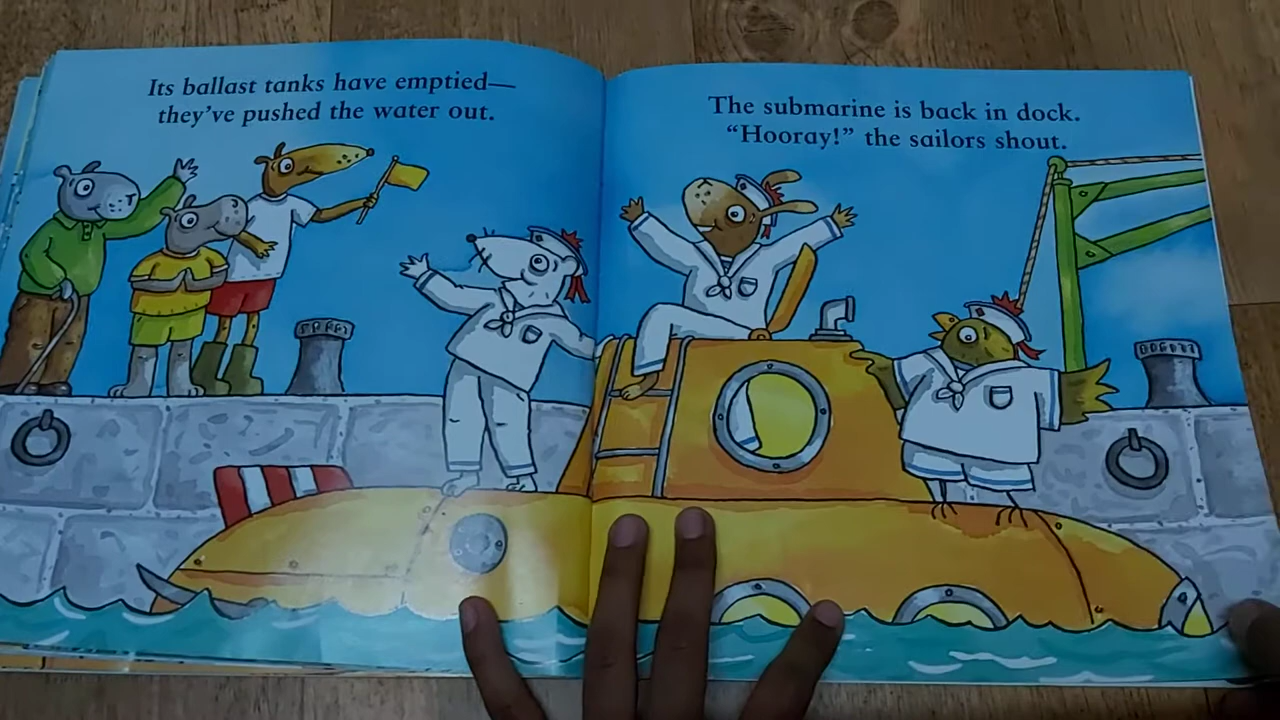 Its ballast tanks have emptied—
they've pushed the water out.
The submarine is back in dock.
“Hooray!” the sailors shout.